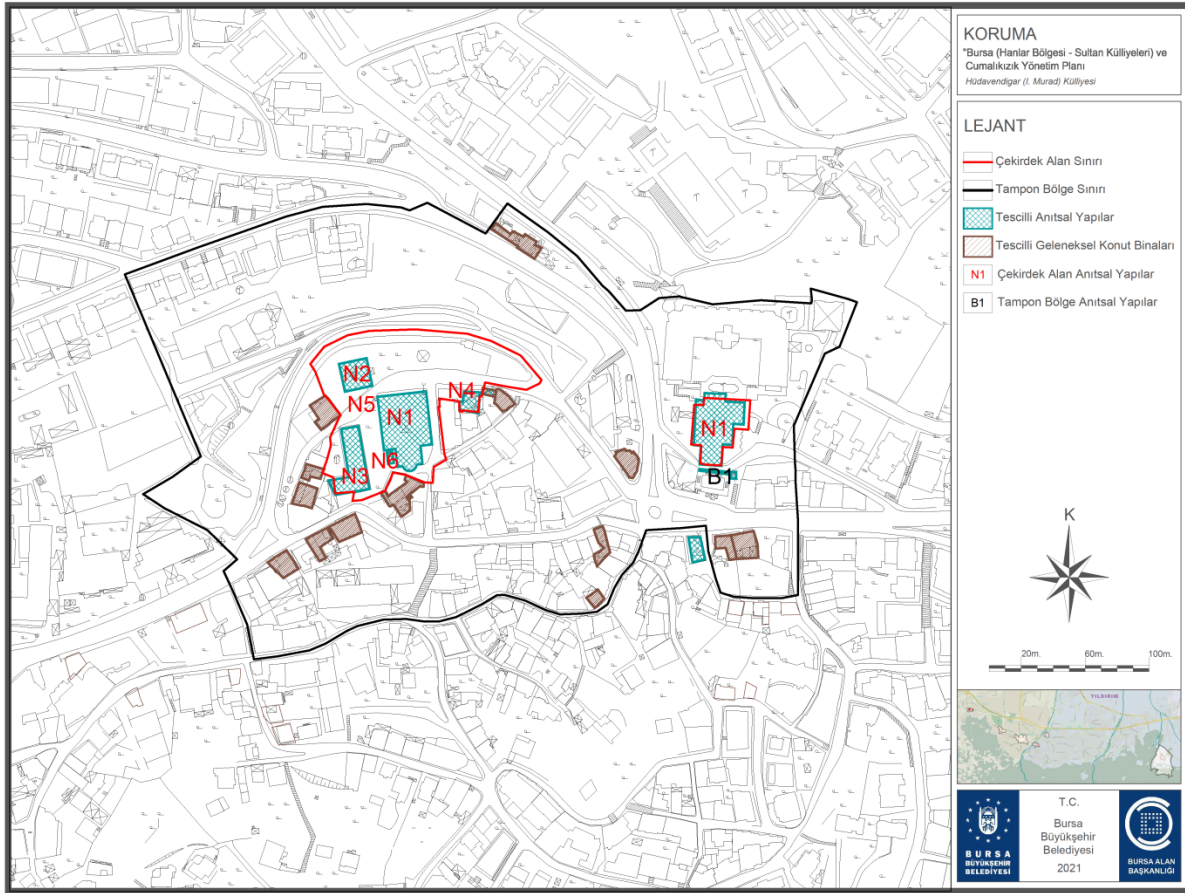 KORUMA
"Bursa (Hanlar Bölgesi - Sultan Külliyeleri) ve
Cumalıkızık Yönetim Planı
Hüdavendigar (I. Murad) Külliyesi
LEJANT
Çekirdek Alan Sınırı
Tampon Bölge Sınırı
Tescilli Anıtsal Yapılar
Tescilli Geleneksel Konut Binaları
N1 Çekirdek Alan Anıtsal Yapılar
B1 Tampon Bölge Anıtsal Yapılar
N2
N5
N1
N4
N6
N3
N1
B1
K
20m. 60m. 100m.
YILDIRIM
BURSA
BÜYÜKŞEHİR
BELEDİYESİ
T.C.
Bursa
Büyükşehir
Belediyesi
2021
BURSA ALAN
BAŞKANLIĞI